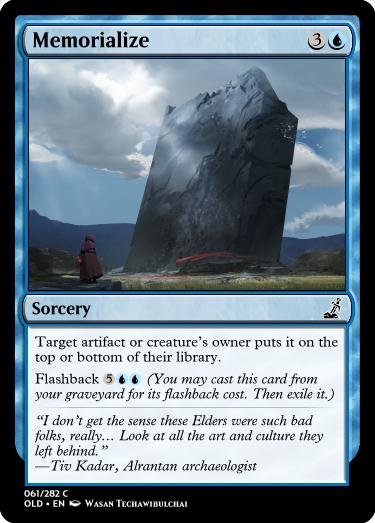 Memorialize 3
Sorcery
Target artifact or creature's owner puts it on the
top or bottom of their library.
Flashback 5 (You may cast this card from
your graveyard for its flashback cost. Then exile it.)
“I don't get the sense these Elders were such bad
folks, really… Look at all the art and culture they
left behind.”
—Tiv Kadar, Alrantan archaeologist
061/282 C
OLD • EN Wasan Techawibulchai